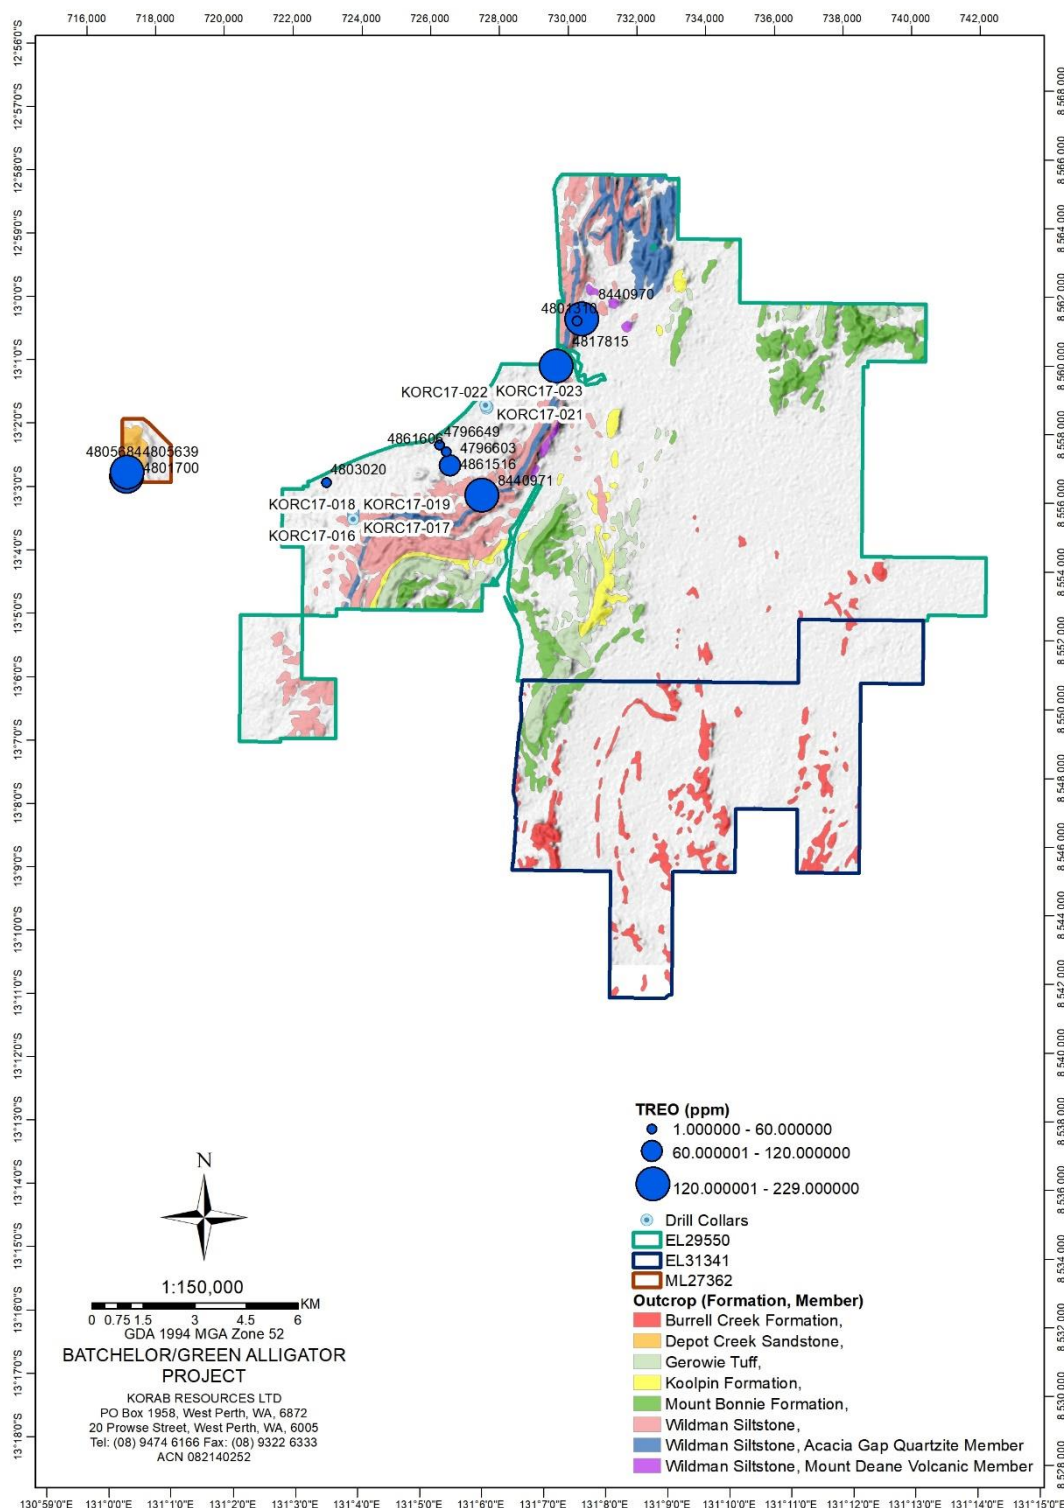 716,000 718,000 720,000 722,000 724,000 726,000 728,000 730,000 732,000 734,000 736,000 738,000 740,000 742,000
12°56'0"S
12°57'0"S
12°58'0"S
12°59'0"S
13°0'0"S
13°1'0"S
13°2'0"S
13°3'0"S
13°4'0"S
13°5'0"S
13°6'0"S
13°7'0"S
13°8'0"S
13°9'0"S
13°10'0"S
13°11'0"S
13°12'0"S
13°13'0"S
13°14'0"S
13°15'0"S
13°16'0"S
13°17'0"S
13°18'0"S
8,568,000
8,566,000
8,564,000
8,562,000
8,560,000
8,558,000
8,556,000
8,554,000
8,552,000
8,550,000
8,548,000
8,546,000
8,544,000
8,542,000
8,540,000
8,538,000
8,536,000
8,534,000
8,532,000
8,530,000
8,528,000
8440970
4801310
4817815
KORC17-022 KORC17-023
KORC17-021
4861606 4796649
4796603
4861516
4805684 4805639
4801700
4803020
8440971
KORC17-018 KORC17-019
KORC17-017
KORC17-016
TREO (ppm)
1.000000 - 60.000000
60.000001 - 120.000000
120.000001 - 229.000000
Drill Collars
EL29550
EL31341
ML27362
Outcrop (Formation, Member)
Burrell Creek Formation,
Depot Creek Sandstone,
Gerowie Tuff,
Koolpin Formation,
Mount Bonnie Formation,
Wildman Siltstone,
Wildman Siltstone, Acacia Gap Quartzite Member
Wildman Siltstone, Mount Deane Volcanic Member
N
1:150,000
KM
0 0.75 1.5 3 4.5 6
GDA 1994 MGA Zone 52
BATCHELOR/GREEN ALLIGATOR
PROJECT
KORAB RESOURCES LTD
PO Box 1958, West Perth, WA, 6872
20 Prowse Street, West Perth, WA, 6005
Tel: (08) 9474 6166 Fax: (08) 9322 6333
ACN 082140252
130°59'0"E 131°0'0"E 131°1'0"E 131°2'0"E 131°3'0"E 131°4'0"E 131°5'0"E 131°6'0"E 131°7'0"E 131°8'0"E 131°9'0"E 131°10'0"E 131°11'0"E 131°12'0"E 131°13'0"E 131°14'0"E 131°15'0"E